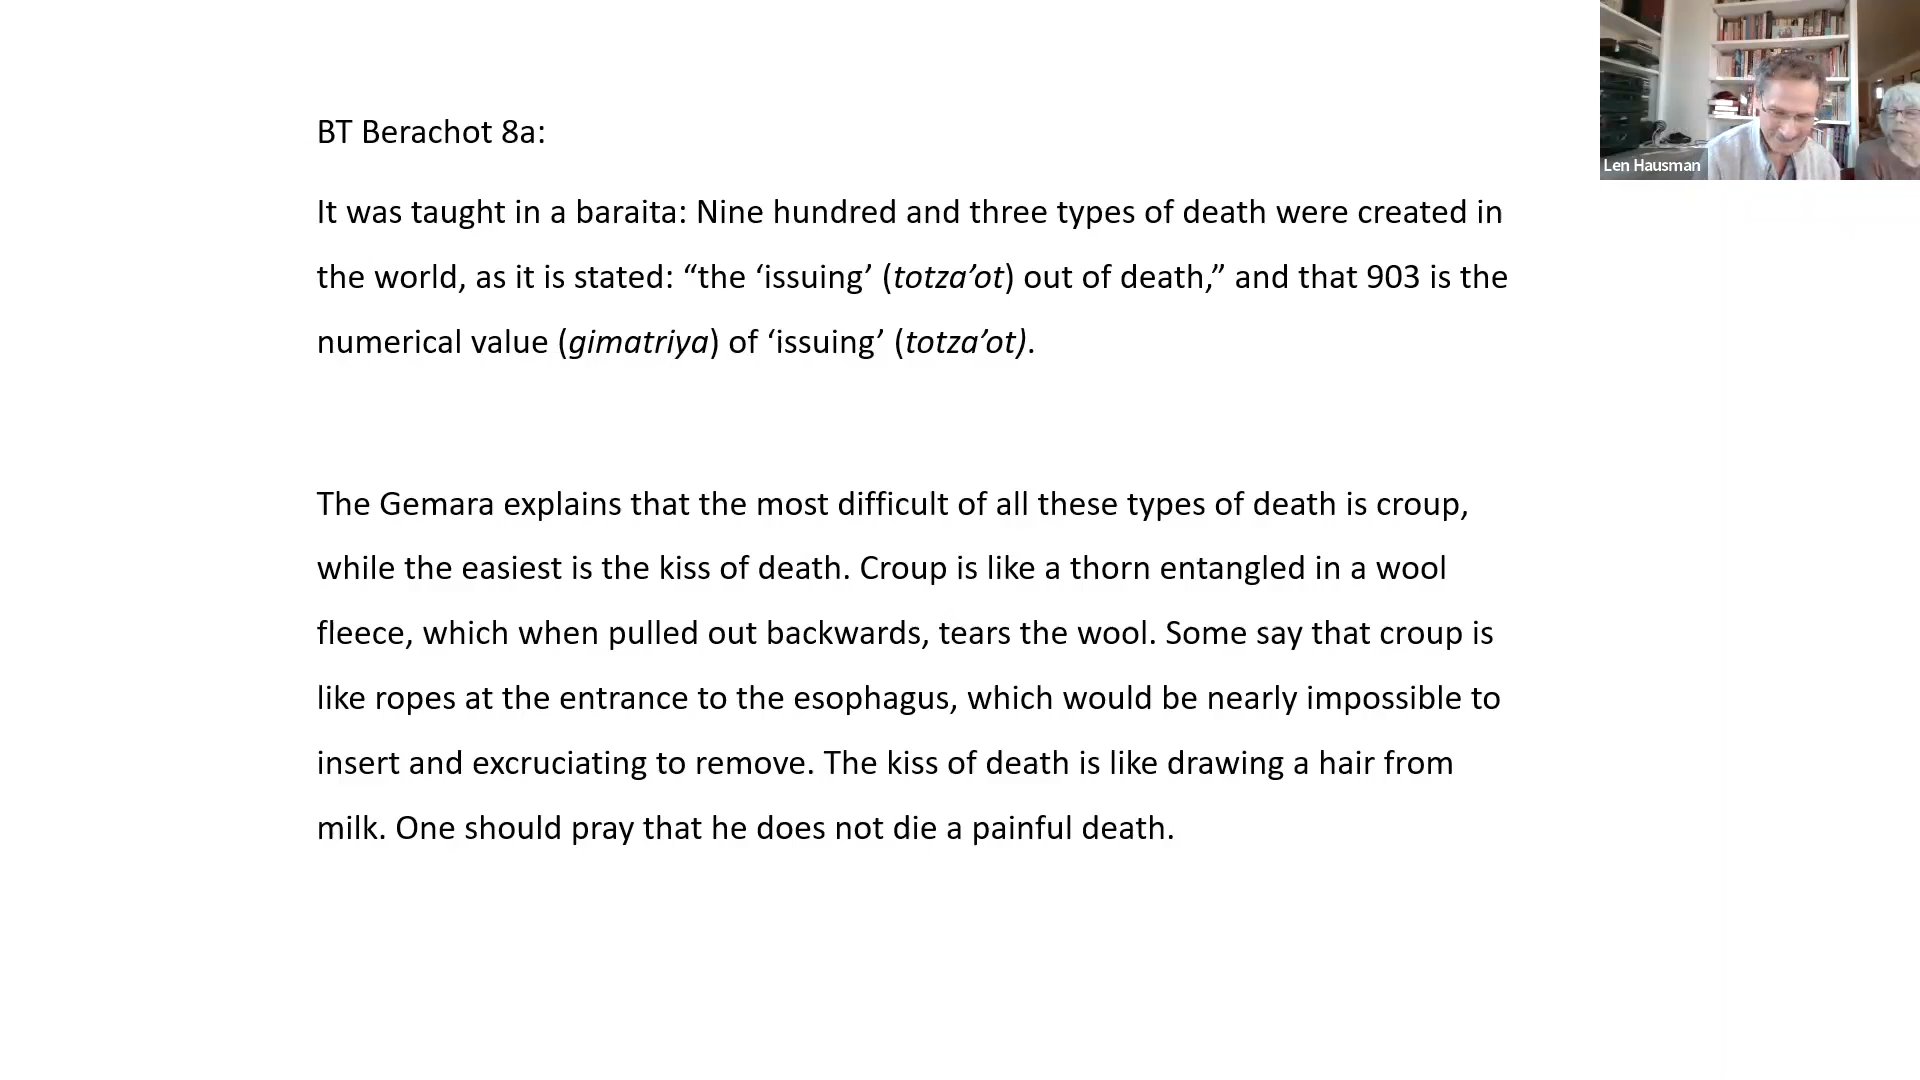 BT Berachot 8a:
It was taught in a baraita: Nine hundred and three types of death were created in
the world, as it is stated: “the ‘issuing’ (totza’ot) out of death,” and that 903 is the
numerical value (gimatriya) of ‘issuing’ (totza’ot).
The Gemara explains that the most difficult of all these types of death is croup,
while the easiest is the kiss of death. Croup is like a thorn entangled in a wool
fleece, which when pulled out backwards, tears the wool. Some say that croup is
like ropes at the entrance to the esophagus, which would be nearly impossible to
insert and excruciating to remove. The kiss of death is like drawing a hair from
milk. One should pray that he does not die a painful death.
Len Hausman